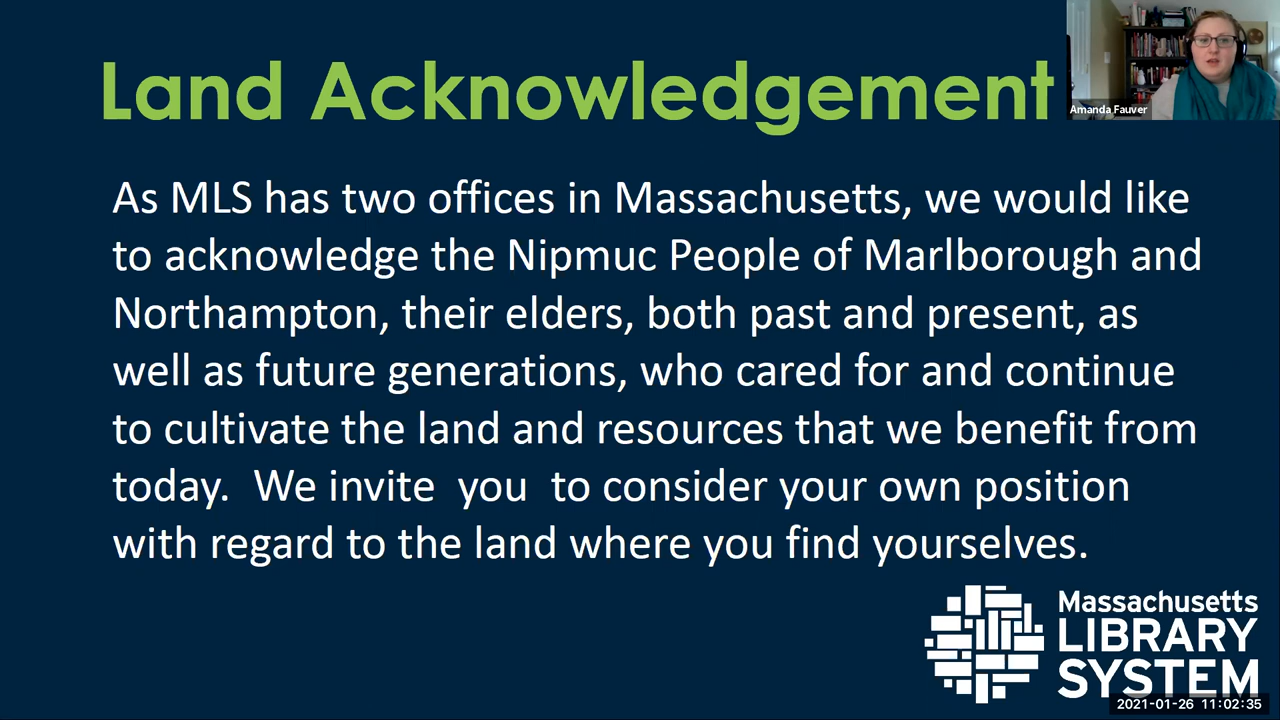 Land Acknowledgement
Amanda Fauver
As MLS has two offices in Massachusetts, we would like
to acknowledge the Nipmuc People of Marlborough and
Northampton, their elders, both past and present, as
well as future generations, who cared for and continue
to cultivate the land and resources that we benefit from
today.  We invite  you  to consider your own position
with regard to the land where you find yourselves.
Massachusetts
LIBRARY
SYSTEM
2021-01-26 11:02:35